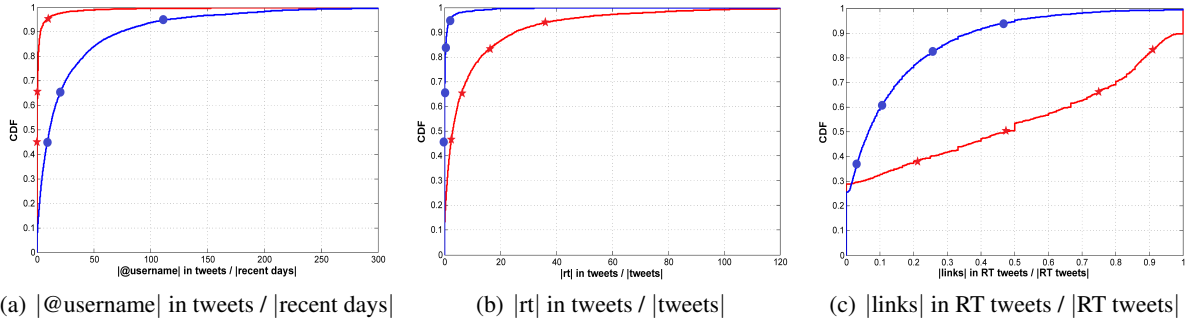 1
0.9
0.8
0.7
0.6
0.5
0.4
0.3
0.2
0.1
0
CDF
0 50 100 150 200 250 300
|@username| in tweets / |recent days|
(a) |@username| in tweets / |recent days|
1
0.9
0.8
0.7
0.6
0.5
0.4
0.3
0.2
0.1
0
CDF
0 20 40 60 80 100 120
|rt| in tweets / |tweets|
(b) |rt| in tweets / |tweets|
1
0.9
0.8
0.7
0.6
0.5
0.4
0.3
0.2
0.1
0
CDF
0 0.1 0.2 0.3 0.4 0.5 0.6 0.7 0.8 0.9 1
|links| in RT tweets / |RT tweets|
(c) |links| in RT tweets / |RT tweets|